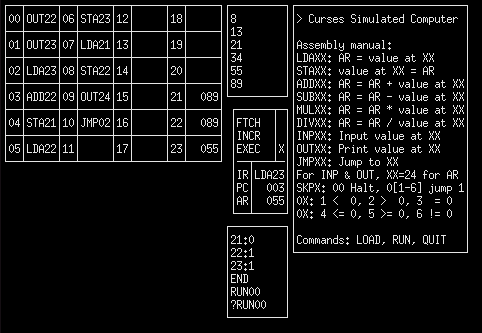 00 OUT22 06 STA23 12 18
01 OUT23 07 LDA21 13 19
02 LDA23 08 STA22 14 20
03 ADD22 09 OUT24 15 21 089
04 STA21 10 JMP02 16 22 089
05 LDA22 11 17 23 055
8
13
21
34
55
89
FTCH
INCR
EXEC X
IR LDA23
PC 003
AR 055
21:0
22:1
23:1
END
RUN00
?RUN00
> Curses Simulated Computer
Assembly manual:
LDAXX: AR = value at XX
STAXX: value at XX = AR
ADDXX: AR = AR + value at XX
SUBXX: AR = AR - value at XX
MULXX: AR = AR * value at XX
DIVXX: AR = AR / value at XX
INPXX: Input value at XX
OUTXX: Print value at XX
JMPXX: Jump to XX
For INP & OUT, XX=24 for AR
SKPX: 00 Halt, 0[1-6] jump 1
0X: 1 < 0, 2 > 0, 3 = 0
0X: 4 <= 0, 5 >= 0, 6 != 0
Commands: LOAD, RUN, QUIT